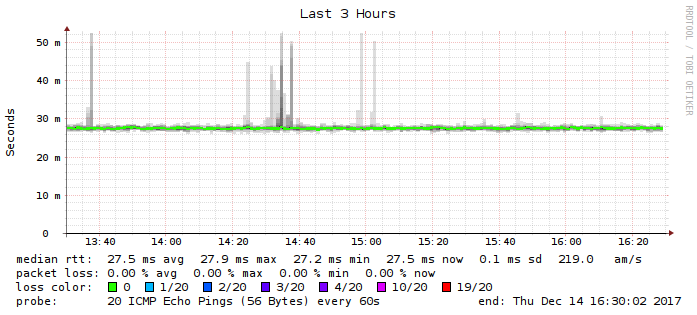 Last 3 Hours
RRDTOOL / TOBI OETIKER
Seconds
50 m
40 m
30 m
20 m
10 m
0
13:40 14:00 14:20 14:40 15:00 15:20 15:40 16:00 16:20
median rtt: 27.5 ms avg 27.9 ms max 27.2 ms min 27.5 ms now 0.1 ms sd 219.0 am/s
packet loss: 0.00 % avg 0.00 % max 0.00 % min 0.00 % now
loss color: 0 1/20 2/20 3/20 4/20 10/20 19/20
probe: 20 ICMP Echo Pings (56 Bytes) every 60s end: Thu Dec 14 16:30:02 2017